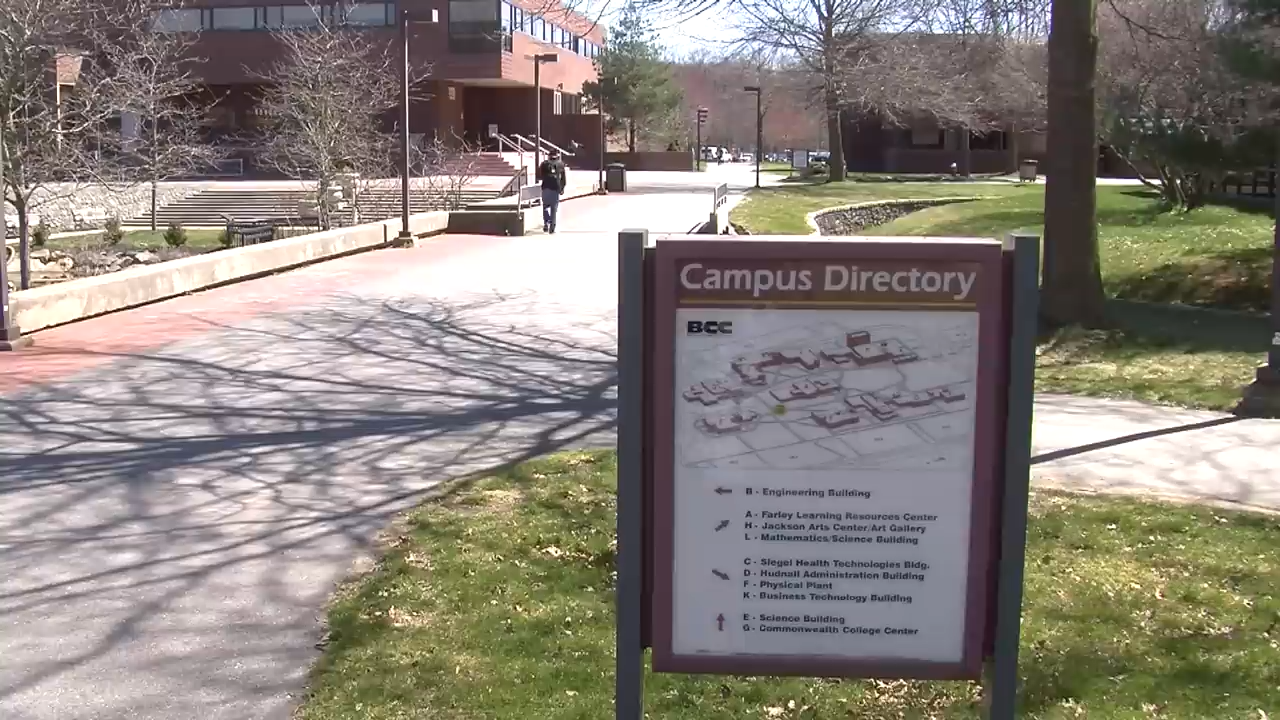 Campus Directory
BCC
B - Engineering Building
A - Farley Learning Resources Center
H - Jackson Arts Center/Art Gallery
L - Mathematics/Science Building
C - Siegel Health Technologies Bldg.
D - Hudnall Administration Building
F - Physical Plant
K - Business Technology Building
E - Science Building
G - Commonwealth College Center